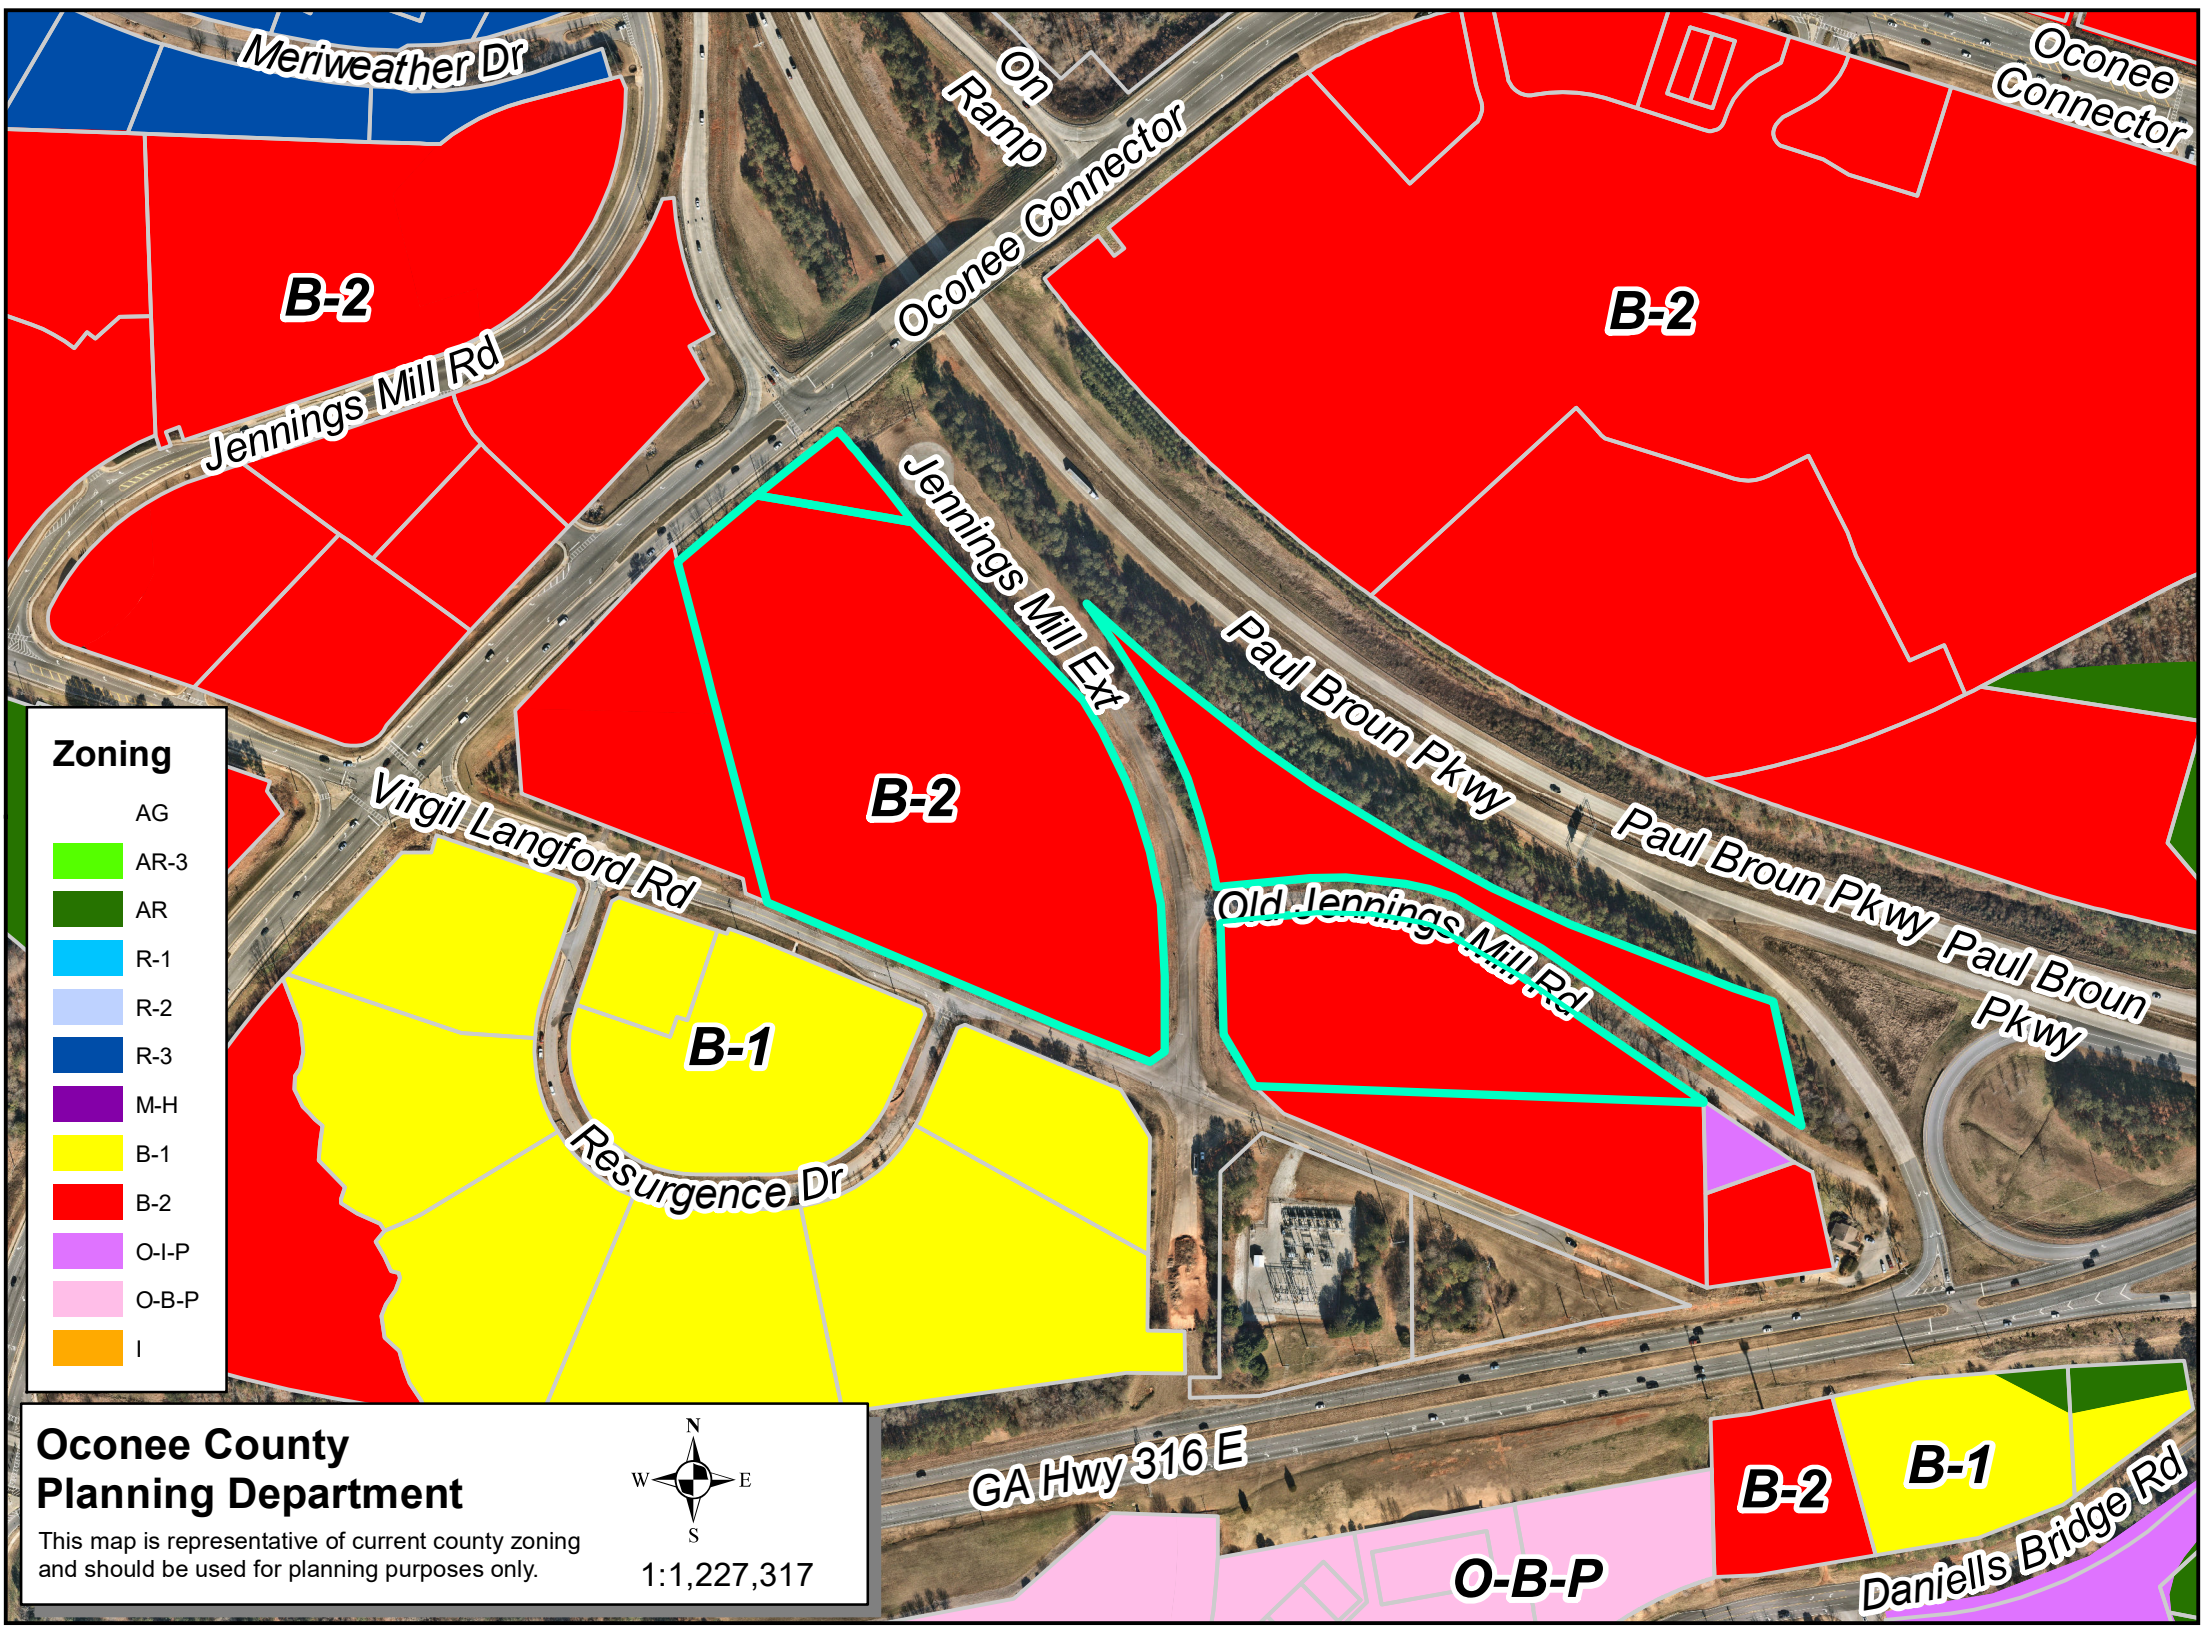 Meriweather Dr
On
Ramp
Oconee
Connector
Oconee Connector
B-2
B-2
Jennings Mill Rd
Jennings Mill Ext
Paul Broun Pkwy
Paul Broun Pkwy
Paul Broun
Pkwy
Virgil Langford Rd
B-2
Old Jennings Mill Rd
B-1
Resurgence Dr
Zoning
AG
AR-3
AR
R-1
R-2
R-3
M-H
B-1
B-2
O-I-P
O-B-P
I
GA Hwy 316 E
B-2
B-1
O-B-P
Daniells Bridge Rd
Oconee County
Planning Department
This map is representative of current county zoning
and should be used for planning purposes only.
N
W E
S
1:1,227,317